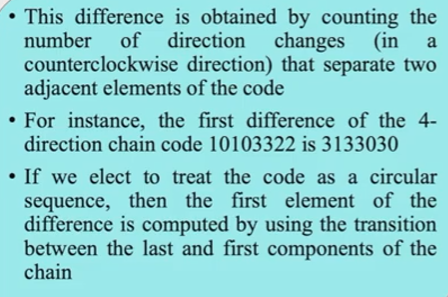 • This difference is obtained by counting the
number of direction changes (in a
counterclockwise direction) that separate two
adjacent elements of the code
• For instance, the first difference of the 4-
direction chain code 10103322 is 3133030
• If we elect to treat the code as a circular
sequence, then the first element of the
difference is computed by using the transition
between the last and first components of the
chain